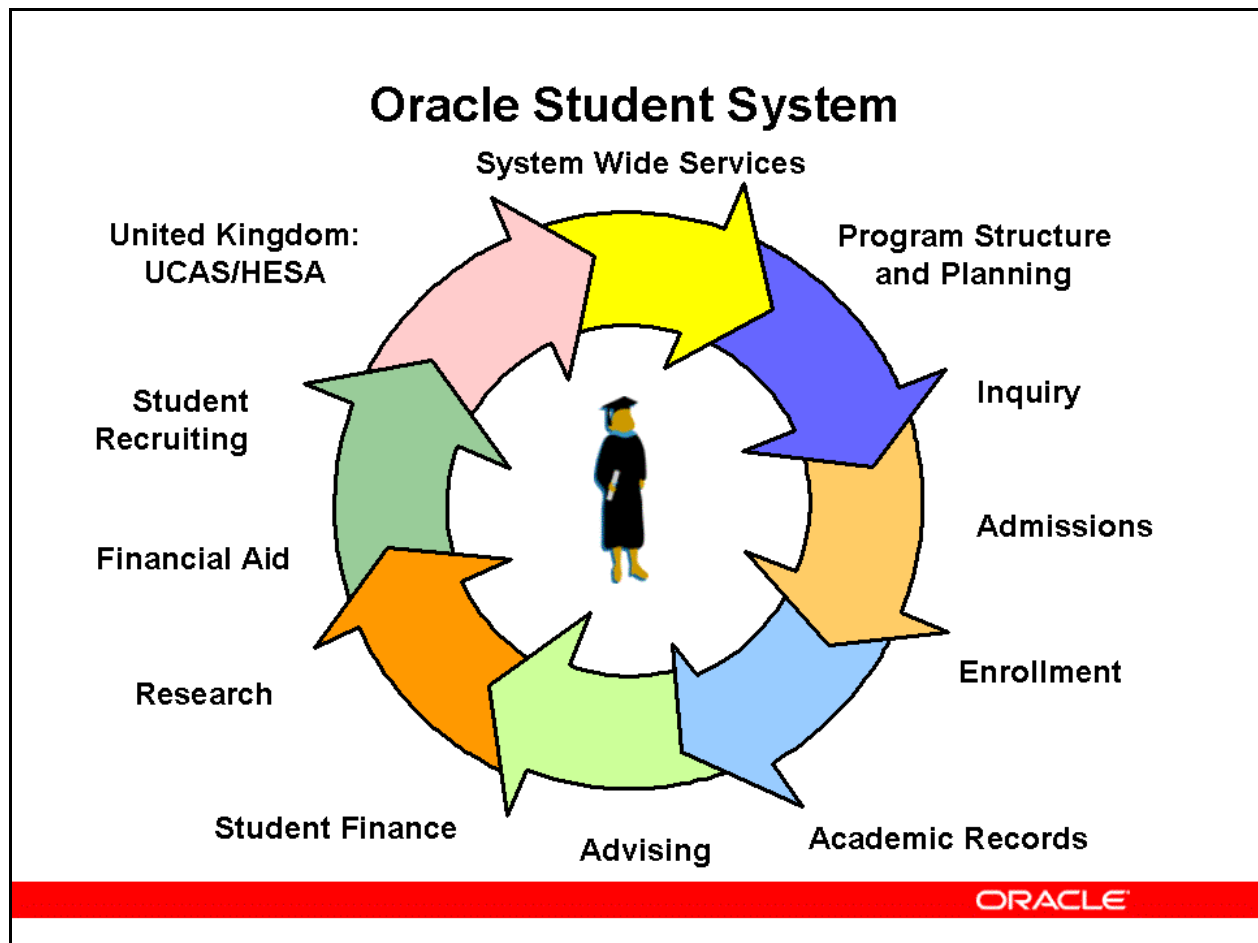 Oracle Student System
System Wide Services
United Kingdom:
UCAS/HESA
Program Structure
and Planning
Student
Recruiting
Inquiry
Financial Aid
Admissions
Research
Enrollment
Student Finance
Advising
Academic Records
ORACLE